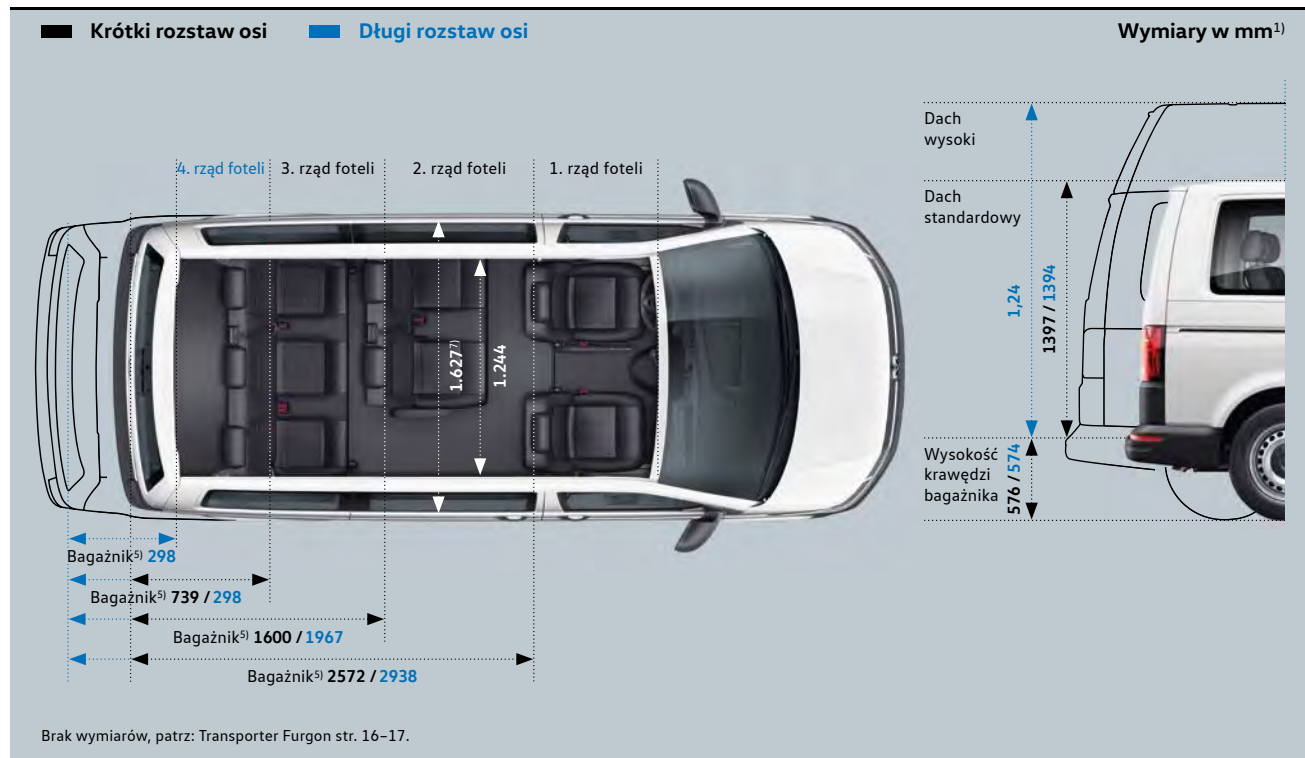 Krótki rozstaw osi Długi rozstaw osi Wymiary w mm1)
4. rząd foteli 3. rząd foteli 2. rząd foteli 1. rząd foteli
1.6277)
1.244
Bagażnik5) 298
Bagażnik5) 739 / 298
Bagażnik5) 1600 / 1967
Bagażnik5) 2572 / 2938
Dach
wysoki
Dach
standardowy
1,24
1397 / 1394
Wysokość
krawędzi
bagażnika
576 / 574
Brak wymiarów, patrz: Transporter Furgon str. 16–17.